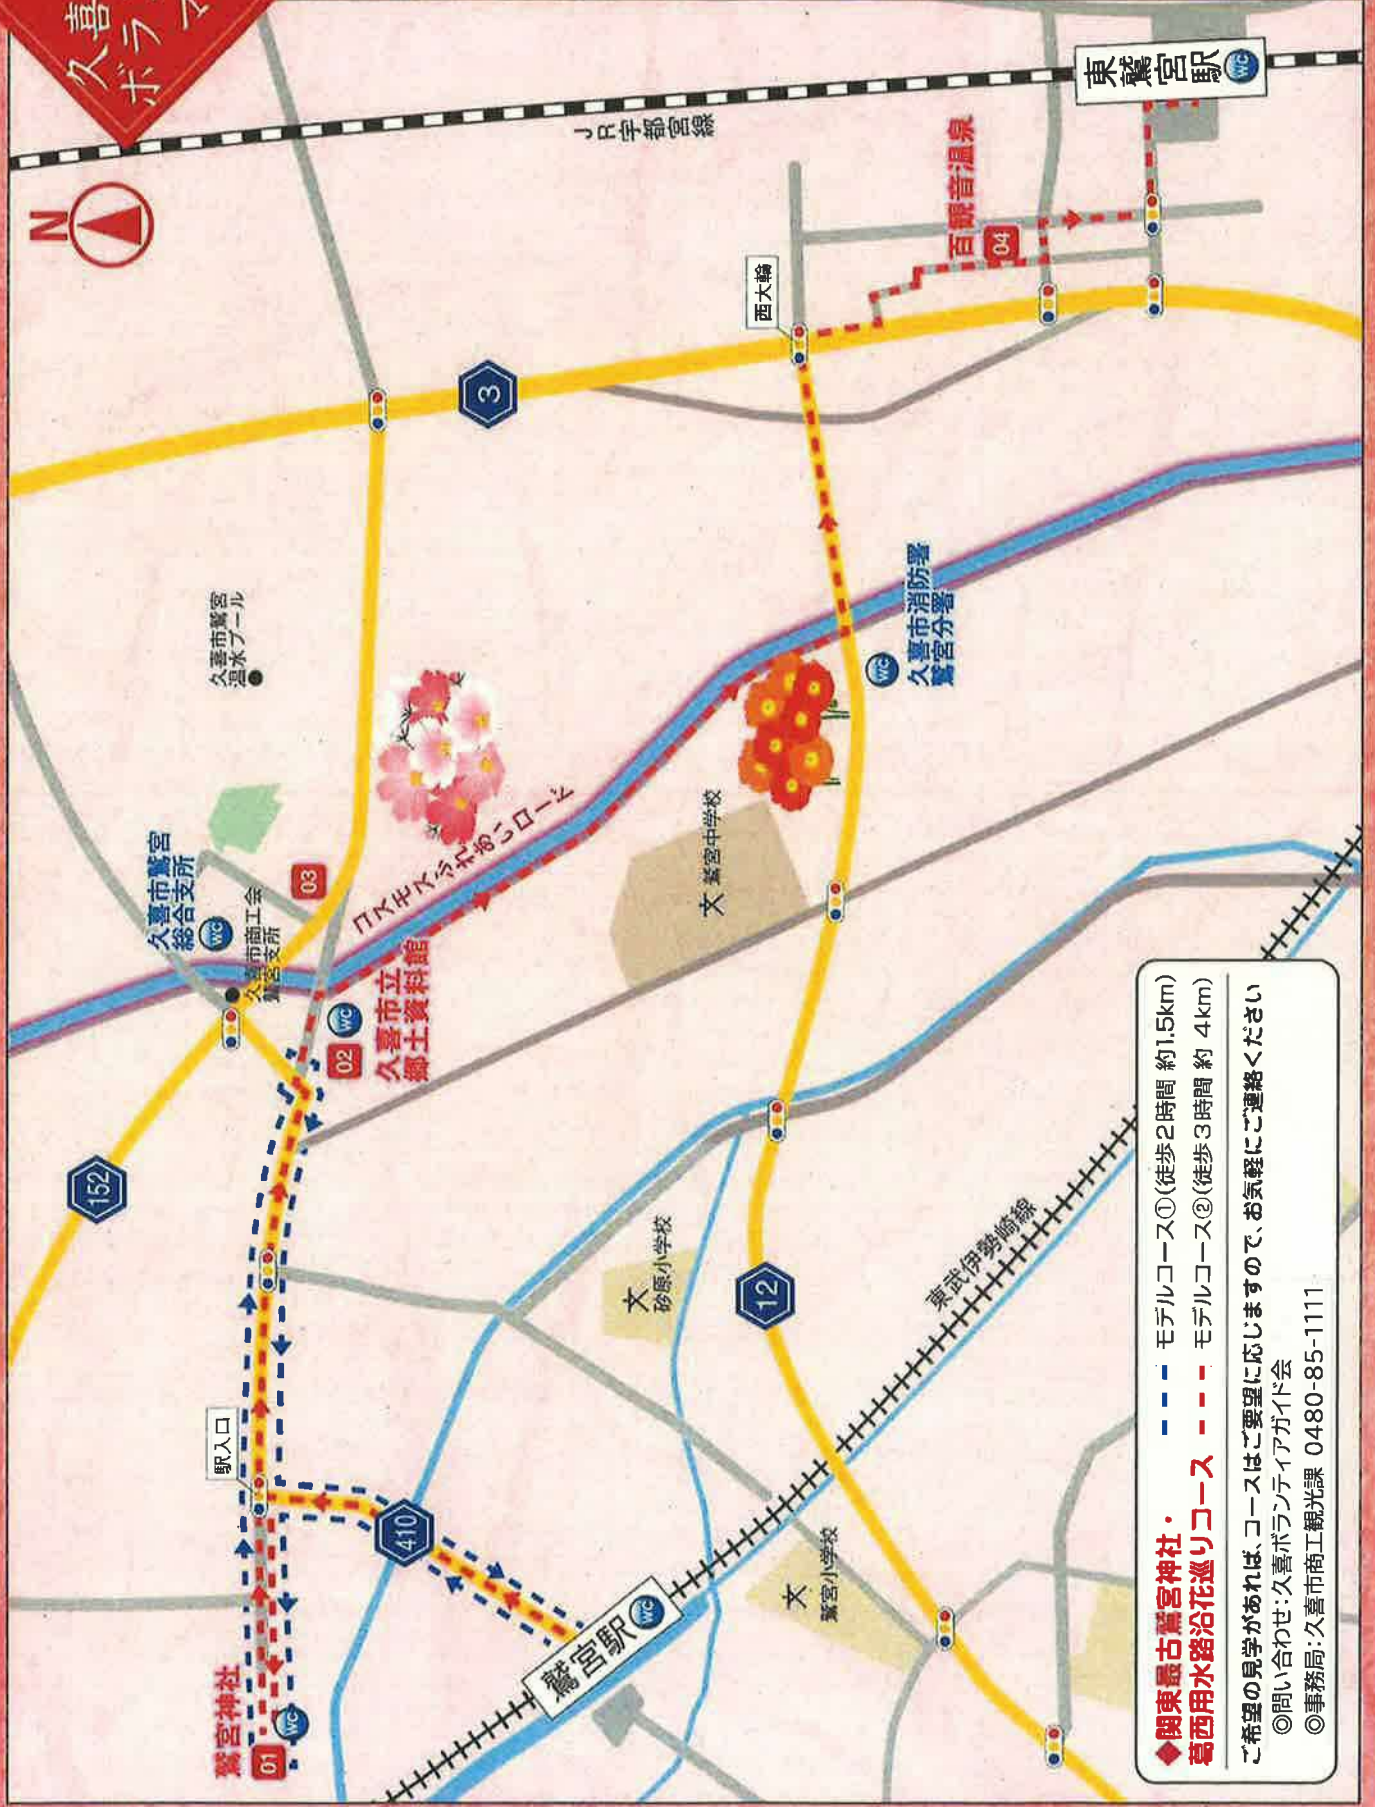 久喜
ボラ
N
JR宇都宮線
東
鷲
宮
駅
WC
百観音温泉
04
西大輪
3
久喜市鷲宮
温水プール
久喜市鷲宮
総合支所
WC
久喜市商工会
鷲宮支所
03
コスモスふれあいロード
久喜市消防署
鷲宮分署
WC
文 鷲宮中学校
02
WC
久喜市立
郷土資料館
152
文
砂原小学校
12
東武伊勢崎線
駅入口
410
鷲宮駅
WC
文
鷲宮小学校
鷲宮神社
01
WC
◆関東最古鷲宮神社・
葛西用水路沿花巡りコース
モデルコース①(徒歩2時間 約1.5km)
モデルコース②(徒歩3時間 約 4km)
ご希望の見学があれば、コースはご要望に応じますので、お気軽にご連絡ください
◎問い合わせ:久喜ボランティアガイド会
◎事務局:久喜市商工観光課 0480-85-1111